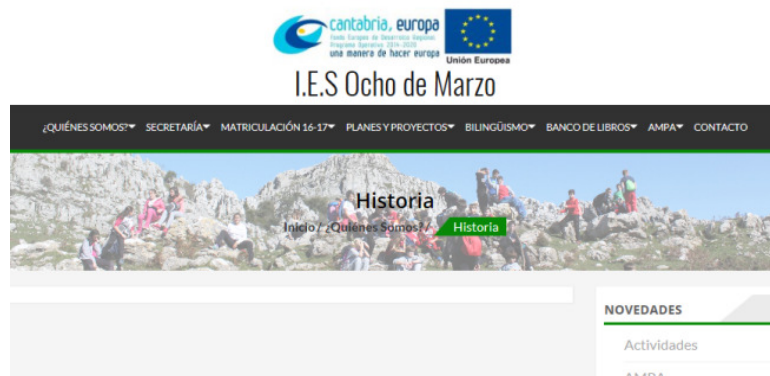 cantabria, europa
Fondo Europeo de Desarrollo Regional
Programa Operativo 2014-2020
una manera de hacer europa
Unión Europea
I.E.S Ocho de Marzo
¿QUIÉNES SOMOS? SECRETARÍA MATRICULACIÓN 16-17 PLANES Y PROYECTOS BILINGÜISMO BANCO DE LIBROS AMPA CONTACTO
Historia
Inicio / ¿Quiénes Somos? / Historia
NOVEDADES
Actividades
AMPA